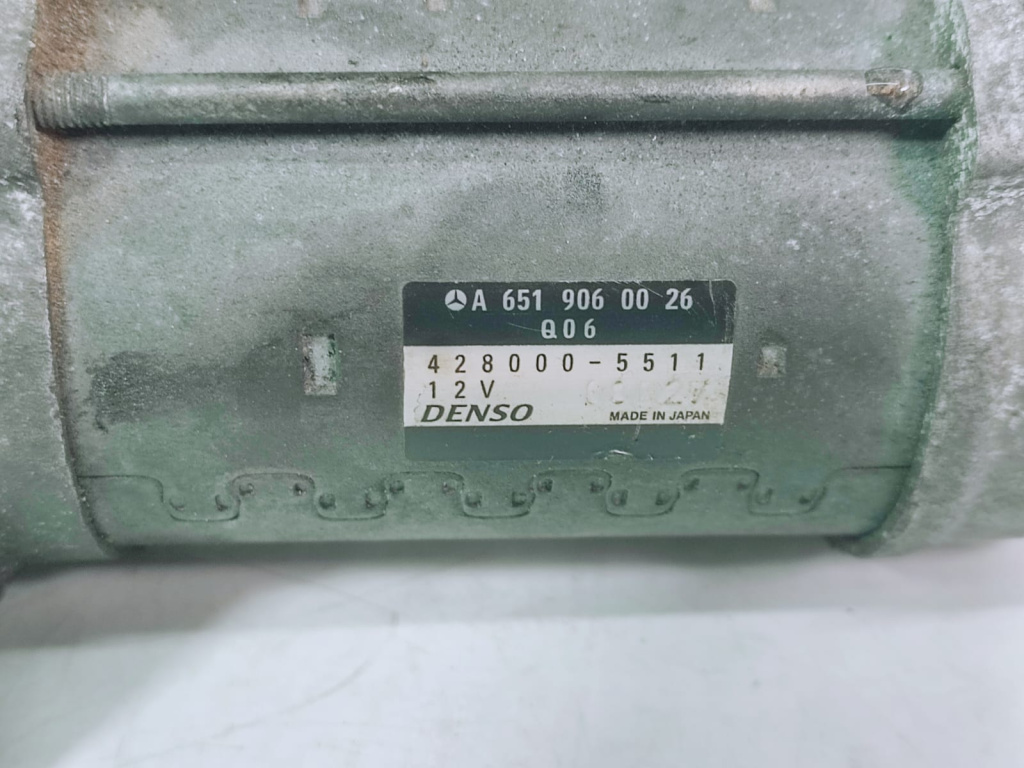 A 651 906 00 26
Q06
428000-5511
12V
DENSO MADE IN JAPAN